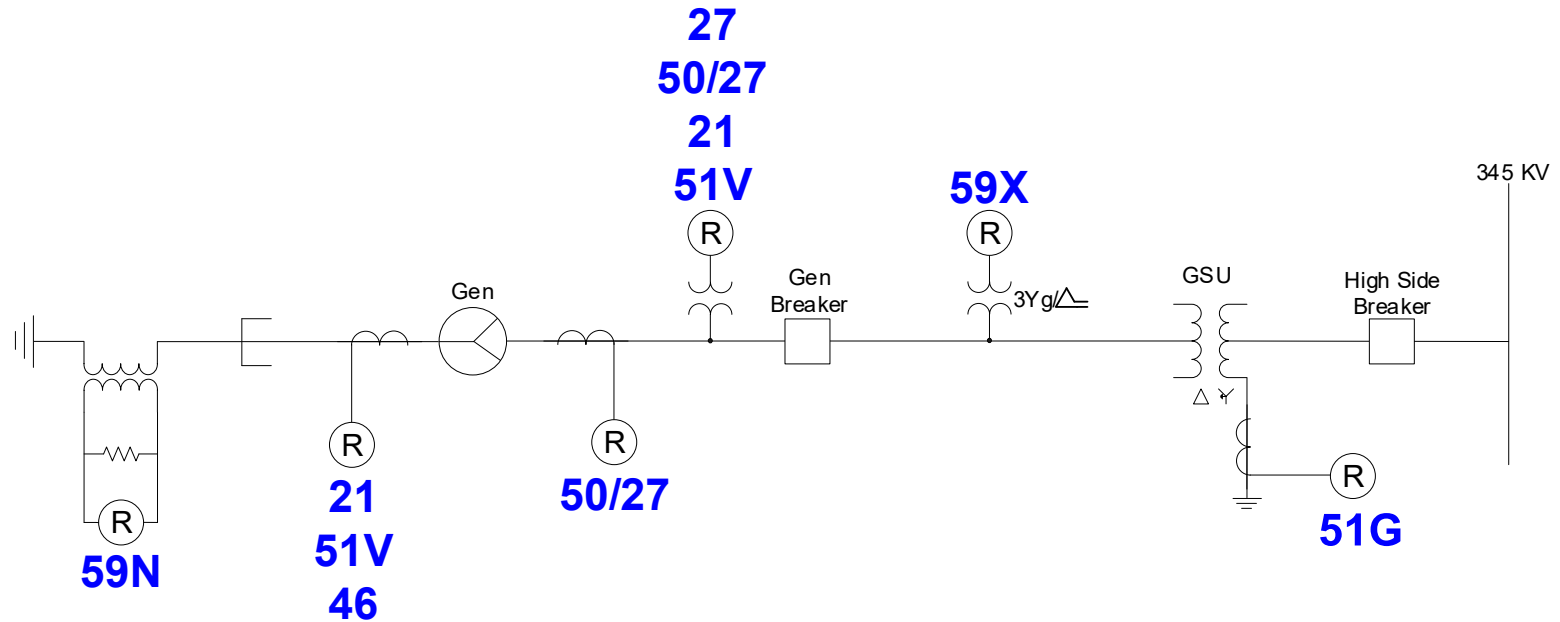 27
50/27
21
51V
R
59X
R
3Yg/
345 KV
Gen
Gen
Breaker
GSU
High Side
Breaker
R
21
51V
46
R
50/27
R
59N
R
51G